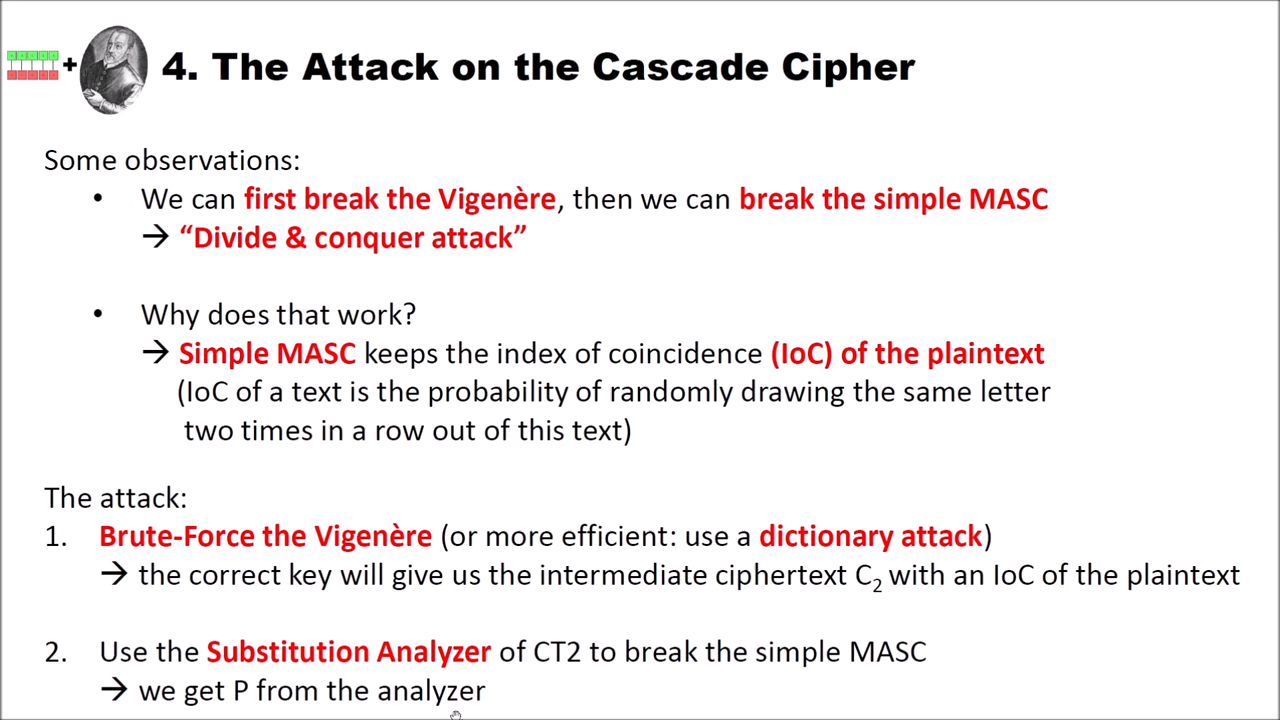 + 4. The Attack on the Cascade Cipher
Some observations:
• We can first break the Vigenère, then we can break the simple MASC
→ “Divide & conquer attack”
• Why does that work?
→ Simple MASC keeps the index of coincidence (IoC) of the plaintext
(IoC of a text is the probability of randomly drawing the same letter
two times in a row out of this text)
The attack:
1. Brute-Force the Vigenère (or more efficient: use a dictionary attack)
→ the correct key will give us the intermediate ciphertext C₂ with an IoC of the plaintext
2. Use the Substitution Analyzer of CT2 to break the simple MASC
→ we get P from the analyzer